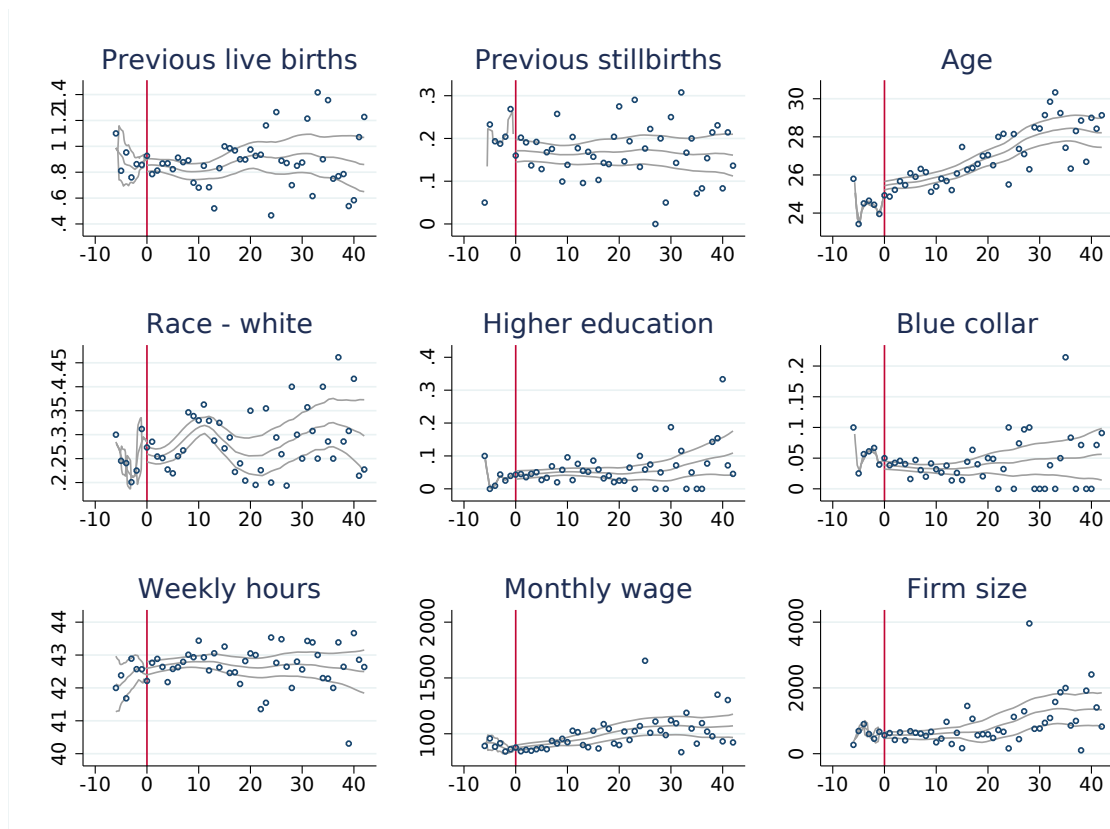 Previous live births
Previous stillbirths
Age
.4 .6 .8 1 1.2 1.4
0 .1 .2 .3
24 26 28 30
-10 0 10 20 30 40
-10 0 10 20 30 40
-10 0 10 20 30 40
Race - white
Higher education
Blue collar
.2 .25 .3 .35 .4 .45
0 .1 .2 .3 .4
0 .05 .1 .15 .2
-10 0 10 20 30 40
-10 0 10 20 30 40
-10 0 10 20 30 40
Weekly hours
Monthly wage
Firm size
40 41 42 43 44
1000 1500 2000
0 2000 4000
-10 0 10 20 30 40
-10 0 10 20 30 40
-10 0 10 20 30 40